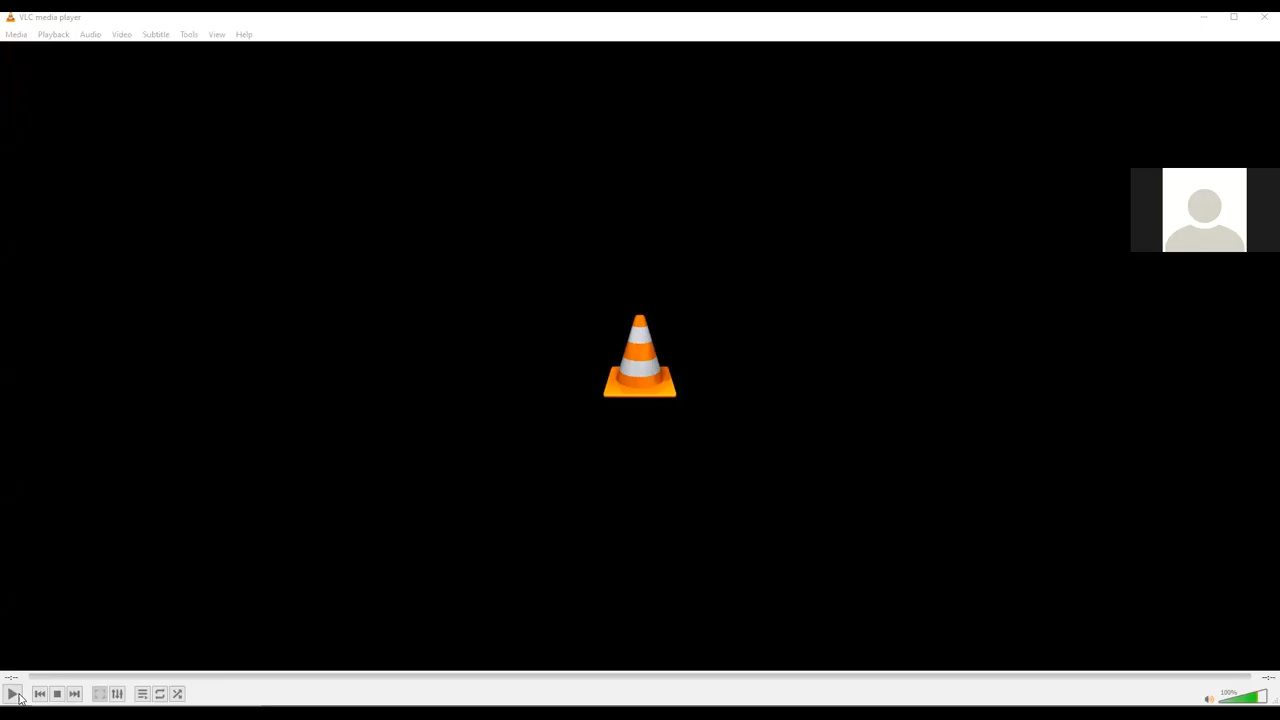 VLC media player
Media Playback Audio Video Subtitle Tools View Help
--:-- --:--
100%